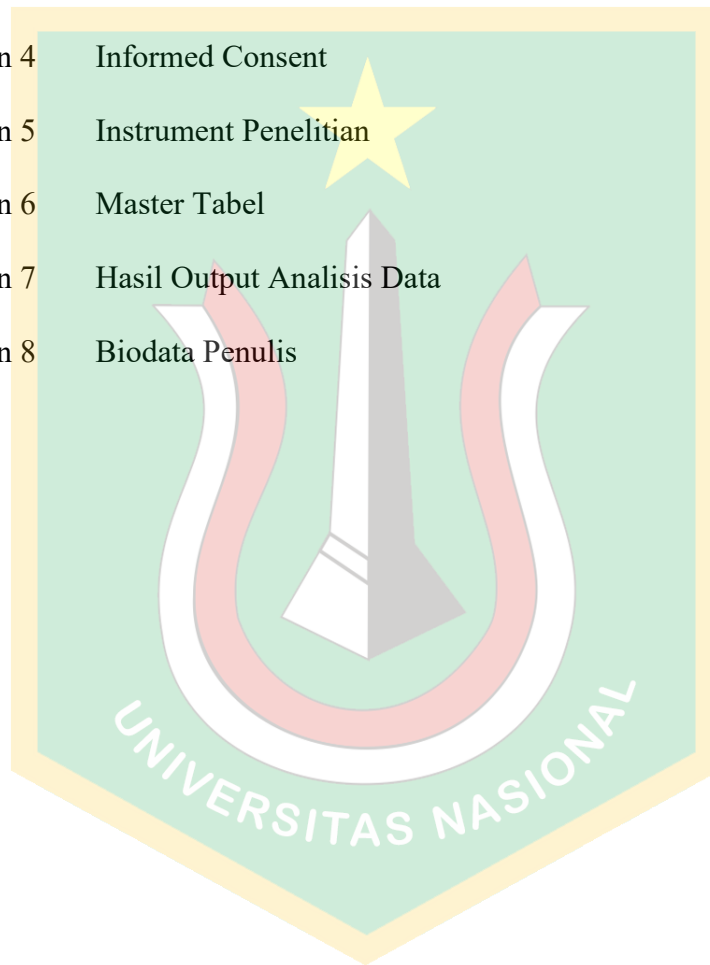 n 4 Informed Consent
n 5 Instrument Penelitian
n 6 Master Tabel
n 7 Hasil Output Analisis Data
n 8 Biodata Penulis
UNIVERSITAS NASIONAL